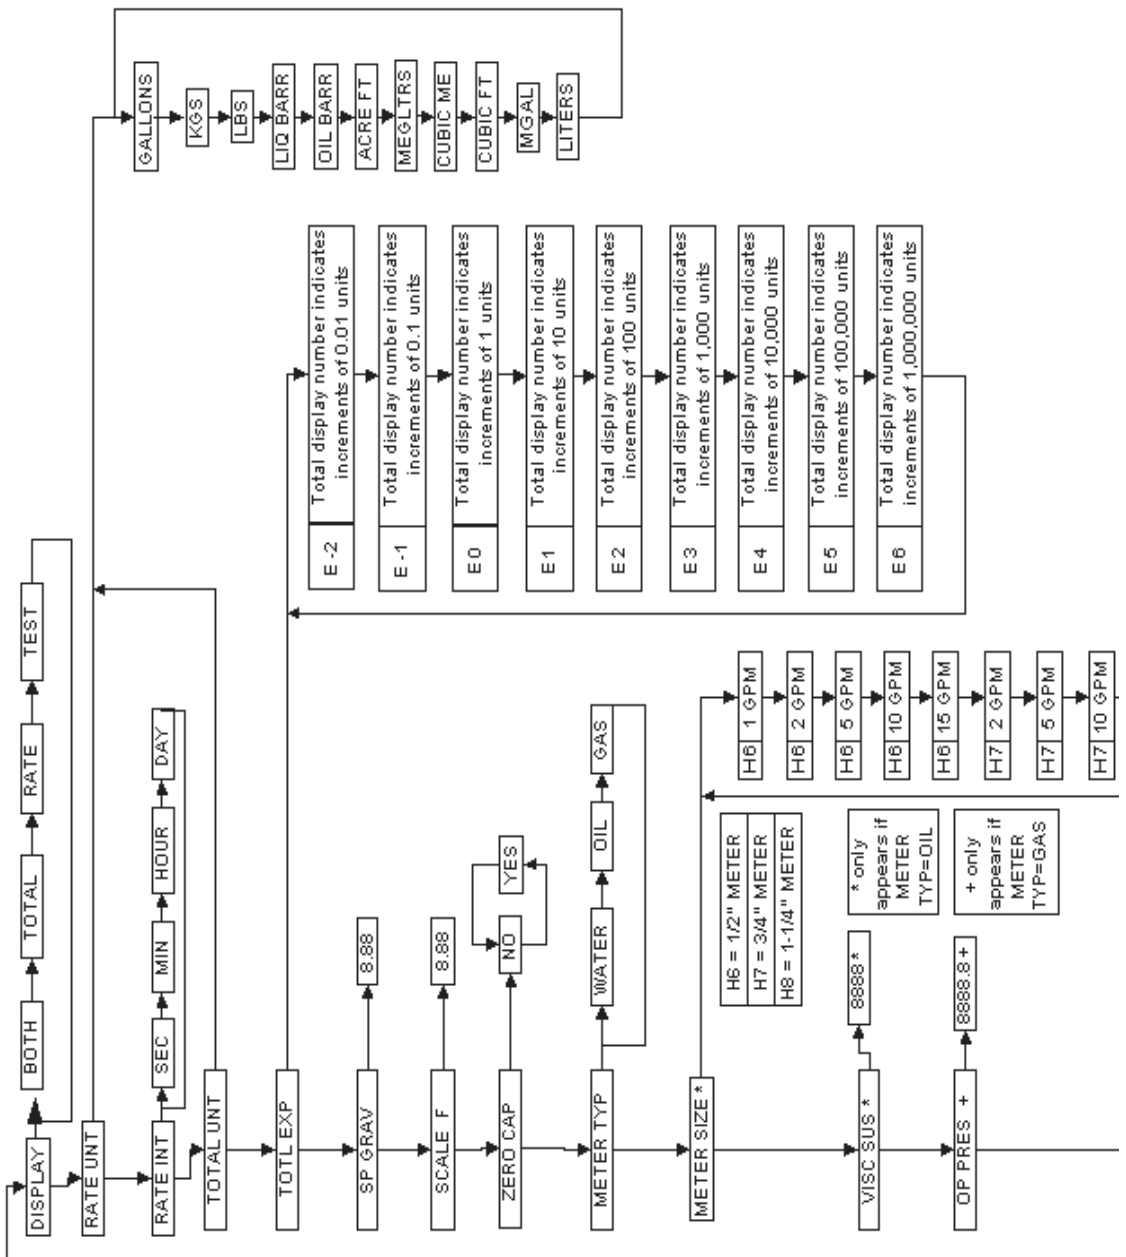 DISPLAY
BOTH
TOTAL
RATE
TEST
RATE UNT
GALLONS
KGS
LBS
LIQ BARR
OIL BARR
ACRE FT
MEGLTRS
CUBIC ME
CUBIC FT
MGAL
LITERS
RATE INT
SEC
MIN
HOUR
DAY
TOTAL UNT
TOTL EXP
E -2
Total display number indicates
increments of 0.01 units
E -1
Total display number indicates
increments of 0.1 units
E 0
Total display number indicates
increments of 1 units
E 1
Total display number indicates
increments of 10 units
E 2
Total display number indicates
increments of 100 units
E 3
Total display number indicates
increments of 1,000 units
E 4
Total display number indicates
increments of 10,000 units
E 5
Total display number indicates
increments of 100,000 units
E 6
Total display number indicates
increments of 1,000,000 units
SP GRAV
8.88
SCALE F
8.88
ZERO CAP
NO
YES
METER TYP
WATER
OIL
GAS
METER SIZE *
H6 = 1/2" METER
H7 = 3/4" METER
H8 = 1-1/4" METER
H6 1 GPM
H6 2 GPM
H6 5 GPM
H6 10 GPM
H6 15 GPM
H7 2 GPM
H7 5 GPM
H7 10 GPM
VISC SUS *
8888 *
* only
appears if
METER
TYP=OIL
OP PRES +
8888.8+
+ only
appears if
METER
TYP=GAS